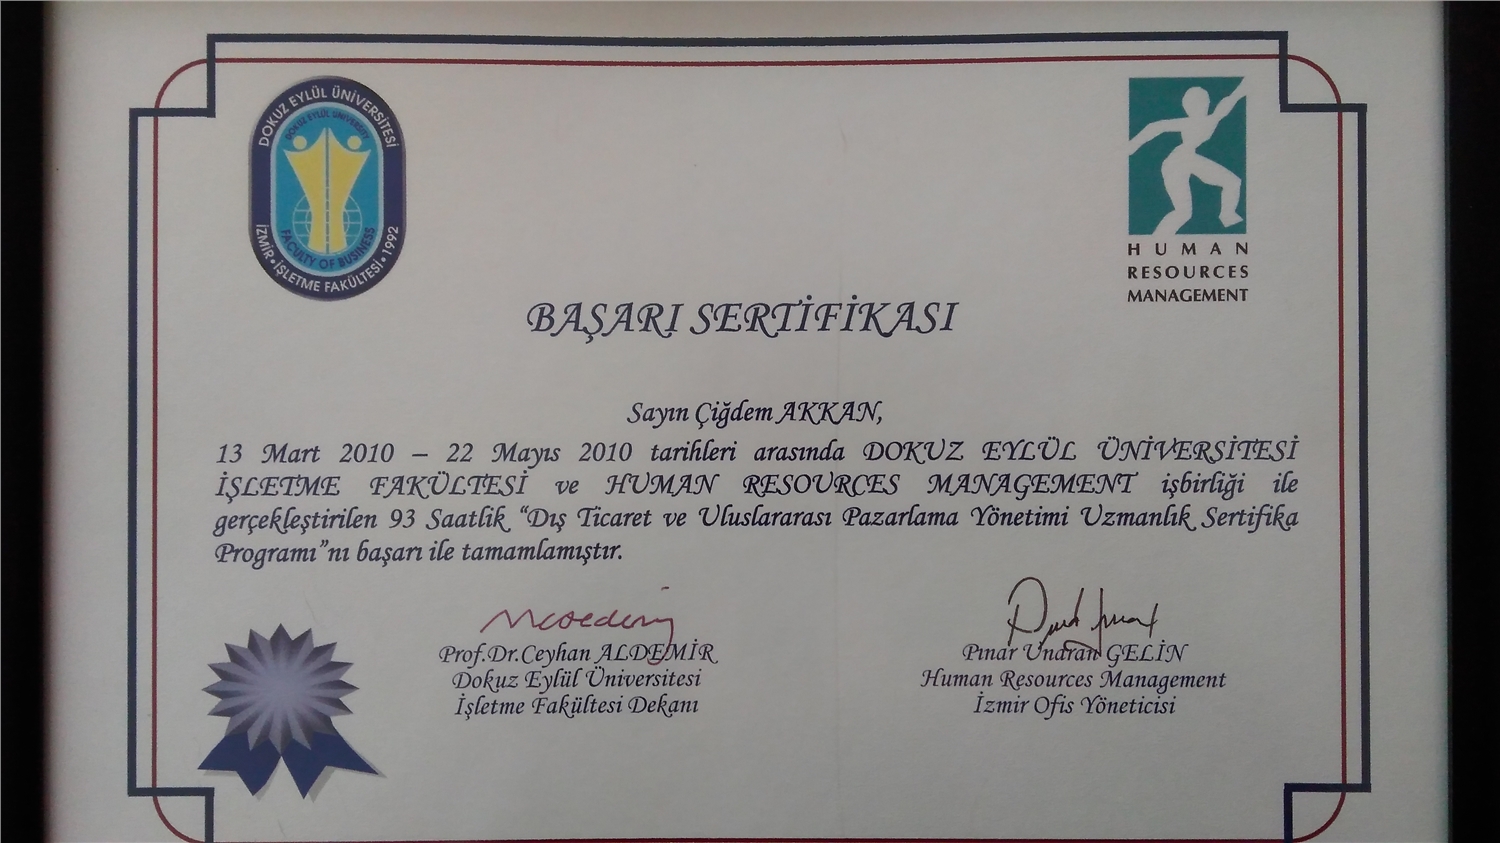 DOKUZ EYLÜL ÜNİVERSİTESİ
DOKUZ EYLÜL UNIVERSITY
FACULTY OF BUSINESS
İZMİR • İŞLETME FAKÜLTESİ • 1992
HUMAN
RESOURCES
MANAGEMENT
BAŞARI SERTİFİKASI
Sayın Çiğdem AKKAN,
13 Mart 2010 – 22 Mayıs 2010 tarihleri arasında DOKUZ EYLÜL ÜNİVERSİTESİ
İŞLETME FAKÜLTESİ ve HUMAN RESOURCES MANAGEMENT işbirliği ile
gerçekleştirilen 93 Saatlik “Dış Ticaret ve Uluslararası Pazarlama Yönetimi Uzmanlık Sertifika
Programı”nı başarı ile tamamlamıştır.
Prof.Dr.Ceyhan ALDEMİR
Dokuz Eylül Üniversitesi
İşletme Fakültesi Dekanı
Pınar Unaran GELİN
Human Resources Management
İzmir Ofis Yöneticisi